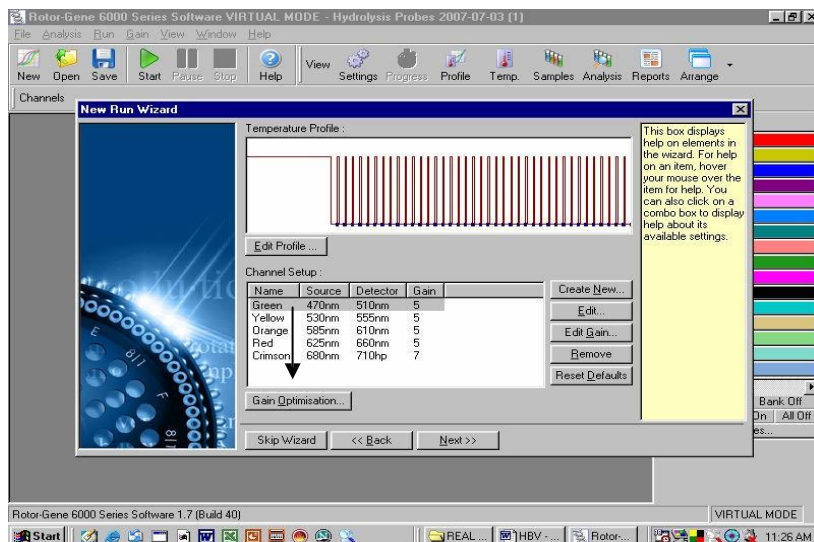 Rotor-Gene 6000 Series Software VIRTUAL MODE - Hydrolysis Probes 2007-07-03 (1)
File Analysis Run Gain View Window Help
New Open Save Start Pause Stop Help View Settings Progress Profile Temp. Samples Analysis Reports Arrange
Channels
New Run Wizard
Temperature Profile :
Edit Profile ...
Channel Setup :
Name Source Detector Gain
Green 470nm 510nm 5
Yellow 530nm 555nm 5
Orange 585nm 610nm 5
Red 625nm 660nm 5
Crimson 680nm 710hp 7
Create New...
Edit...
Edit Gain...
Remove
Reset Defaults
Gain Optimisation...
Skip Wizard << Back Next >>
This box displays
help on elements in
the wizard. For help
on an item, hover
your mouse over the
item for help. You
can also click on a
combo box to display
help about its
available settings.
Bank Off
On All Off
es...
Rotor-Gene 6000 Series Software 1.7 (Build 40) VIRTUAL MODE
Start REAL ... HBV - ... Rotor-... 11:26 AM